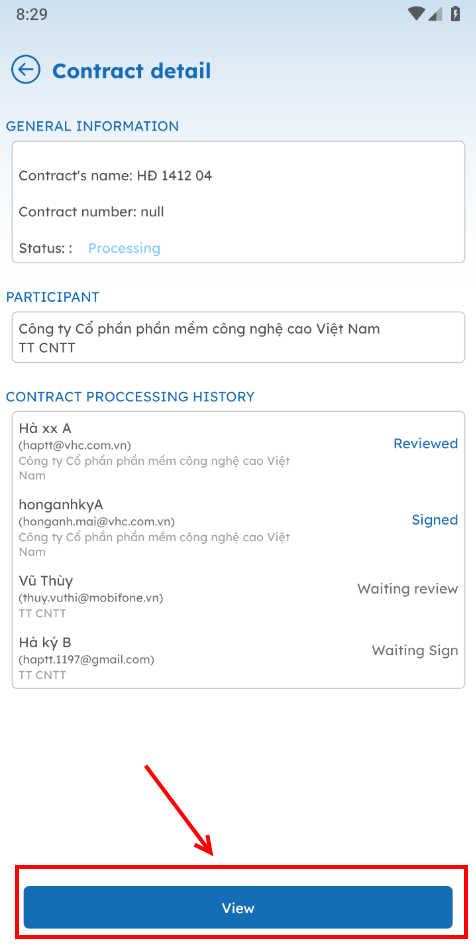 8:29
Contract detail
GENERAL INFORMATION
Contract's name: HĐ 1412 04
Contract number: null
Status: : Processing
PARTICIPANT
Công ty Cổ phần phần mềm công nghệ cao Việt Nam
TT CNTT
CONTRACT PROCCESSING HISTORY
Hà xx A
(haptt@vhc.com.vn)
Reviewed
Công ty Cổ phần phần mềm công nghệ cao Việt
Nam
honganhkyA
(honganh.mai@vhc.com.vn)
Signed
Công ty Cổ phần phần mềm công nghệ cao Việt
Nam
Vũ Thùy
(thuy.vuthi@mobifone.vn)
Waiting review
TT CNTT
Hà ký B
(haptt.1197@gmail.com)
Waiting Sign
TT CNTT
View